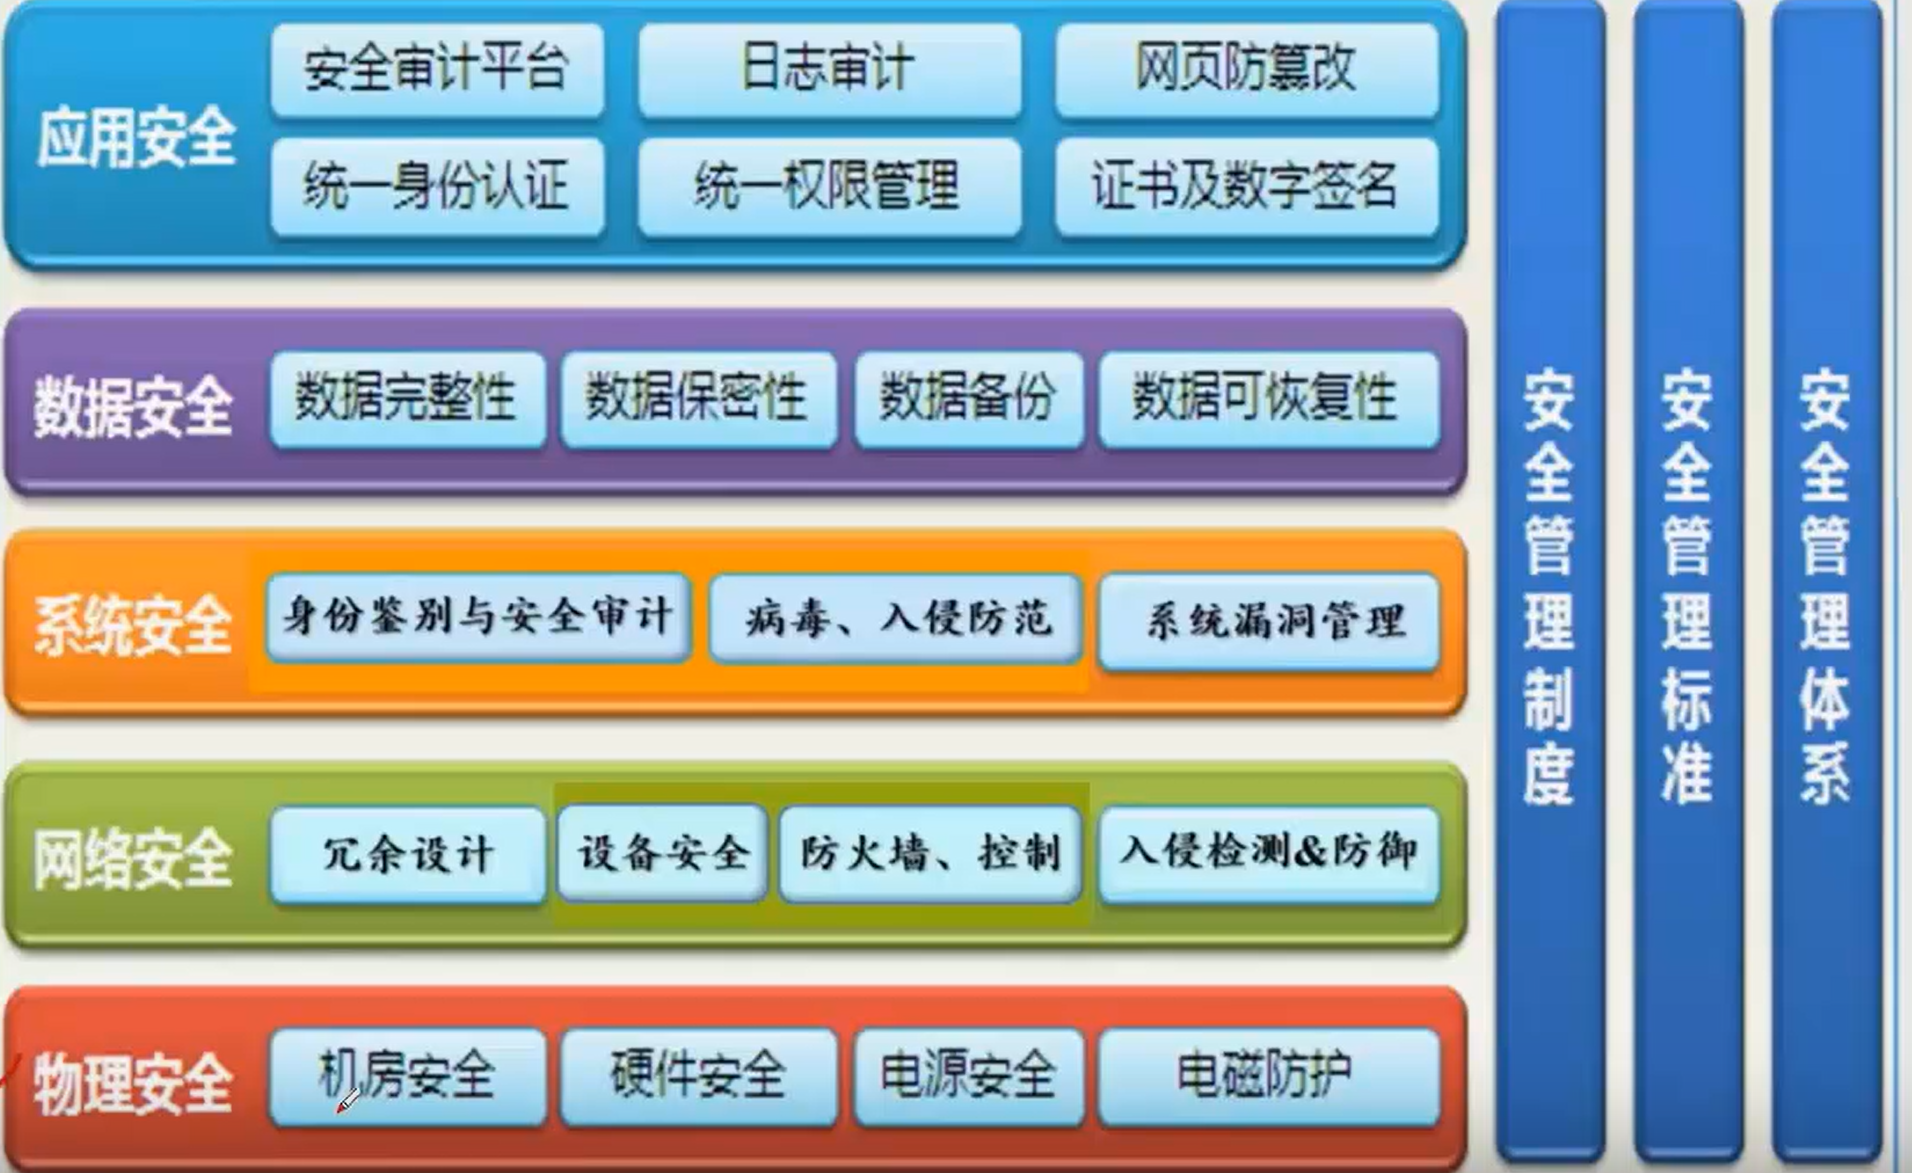 应用安全
安全审计平台 日志审计 网页防篡改
统一身份认证 统一权限管理 证书及数字签名
数据安全
数据完整性 数据保密性 数据备份 数据可恢复性
系统安全
身份鉴别与安全审计 病毒、入侵防范 系统漏洞管理
网络安全
冗余设计 设备安全 防火墙、控制 入侵检测&防御
物理安全
机房安全 硬件安全 电源安全 电磁防护
安全管理制度
安全管理标准
安全管理体系